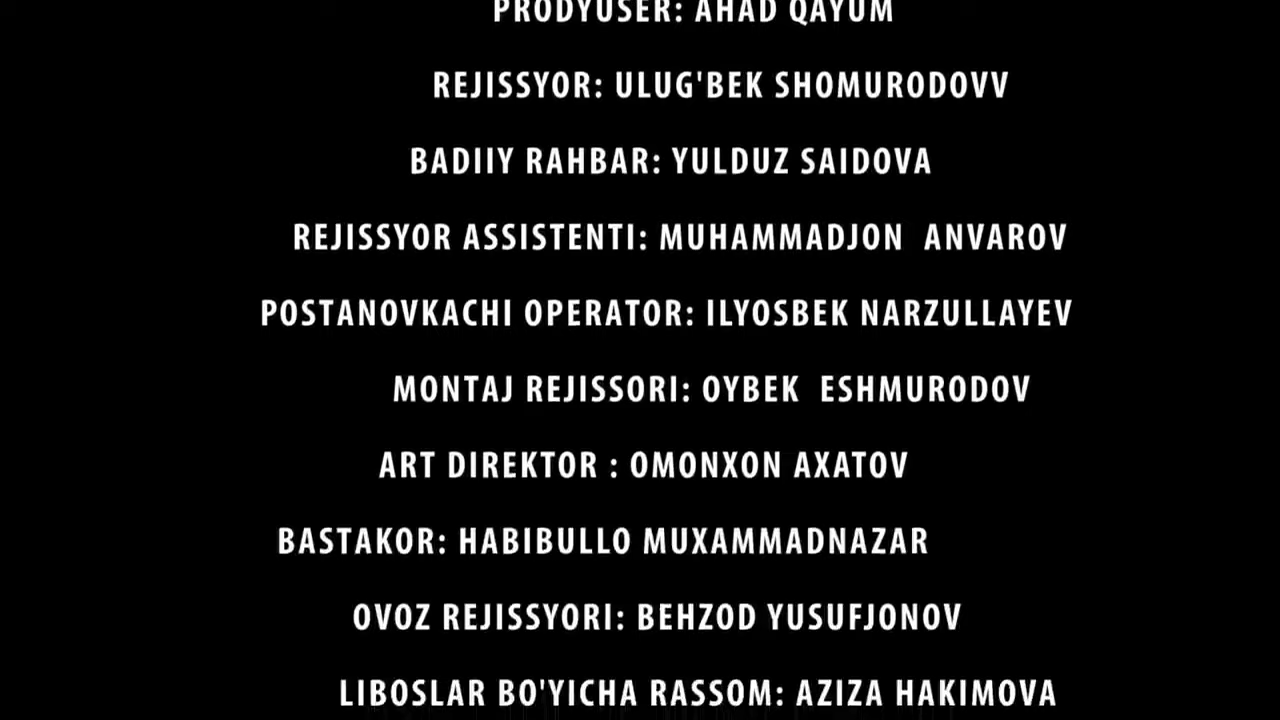 PRODYUSER: AHAD QAYUM
REJISSYOR: ULUG'BEK SHOMURODOVV
BADIIY RAHBAR: YULDUZ SAIDOVA
REJISSYOR ASSISTENTI: MUHAMMADJON ANVAROV
POSTANOVKACHI OPERATOR: ILYOSBEK NARZULLAYEV
MONTAJ REJISSORI: OYBEK ESHMURODOV
ART DIREKTOR : OMONXON AXATOV
BASTAKOR: HABIBULLO MUXAMMADNAZAR
OVOZ REJISSYORI: BEHZOD YUSUFJONOV
LIBOSLAR BO'YICHA RASSOM: AZIZA HAKIMOVA